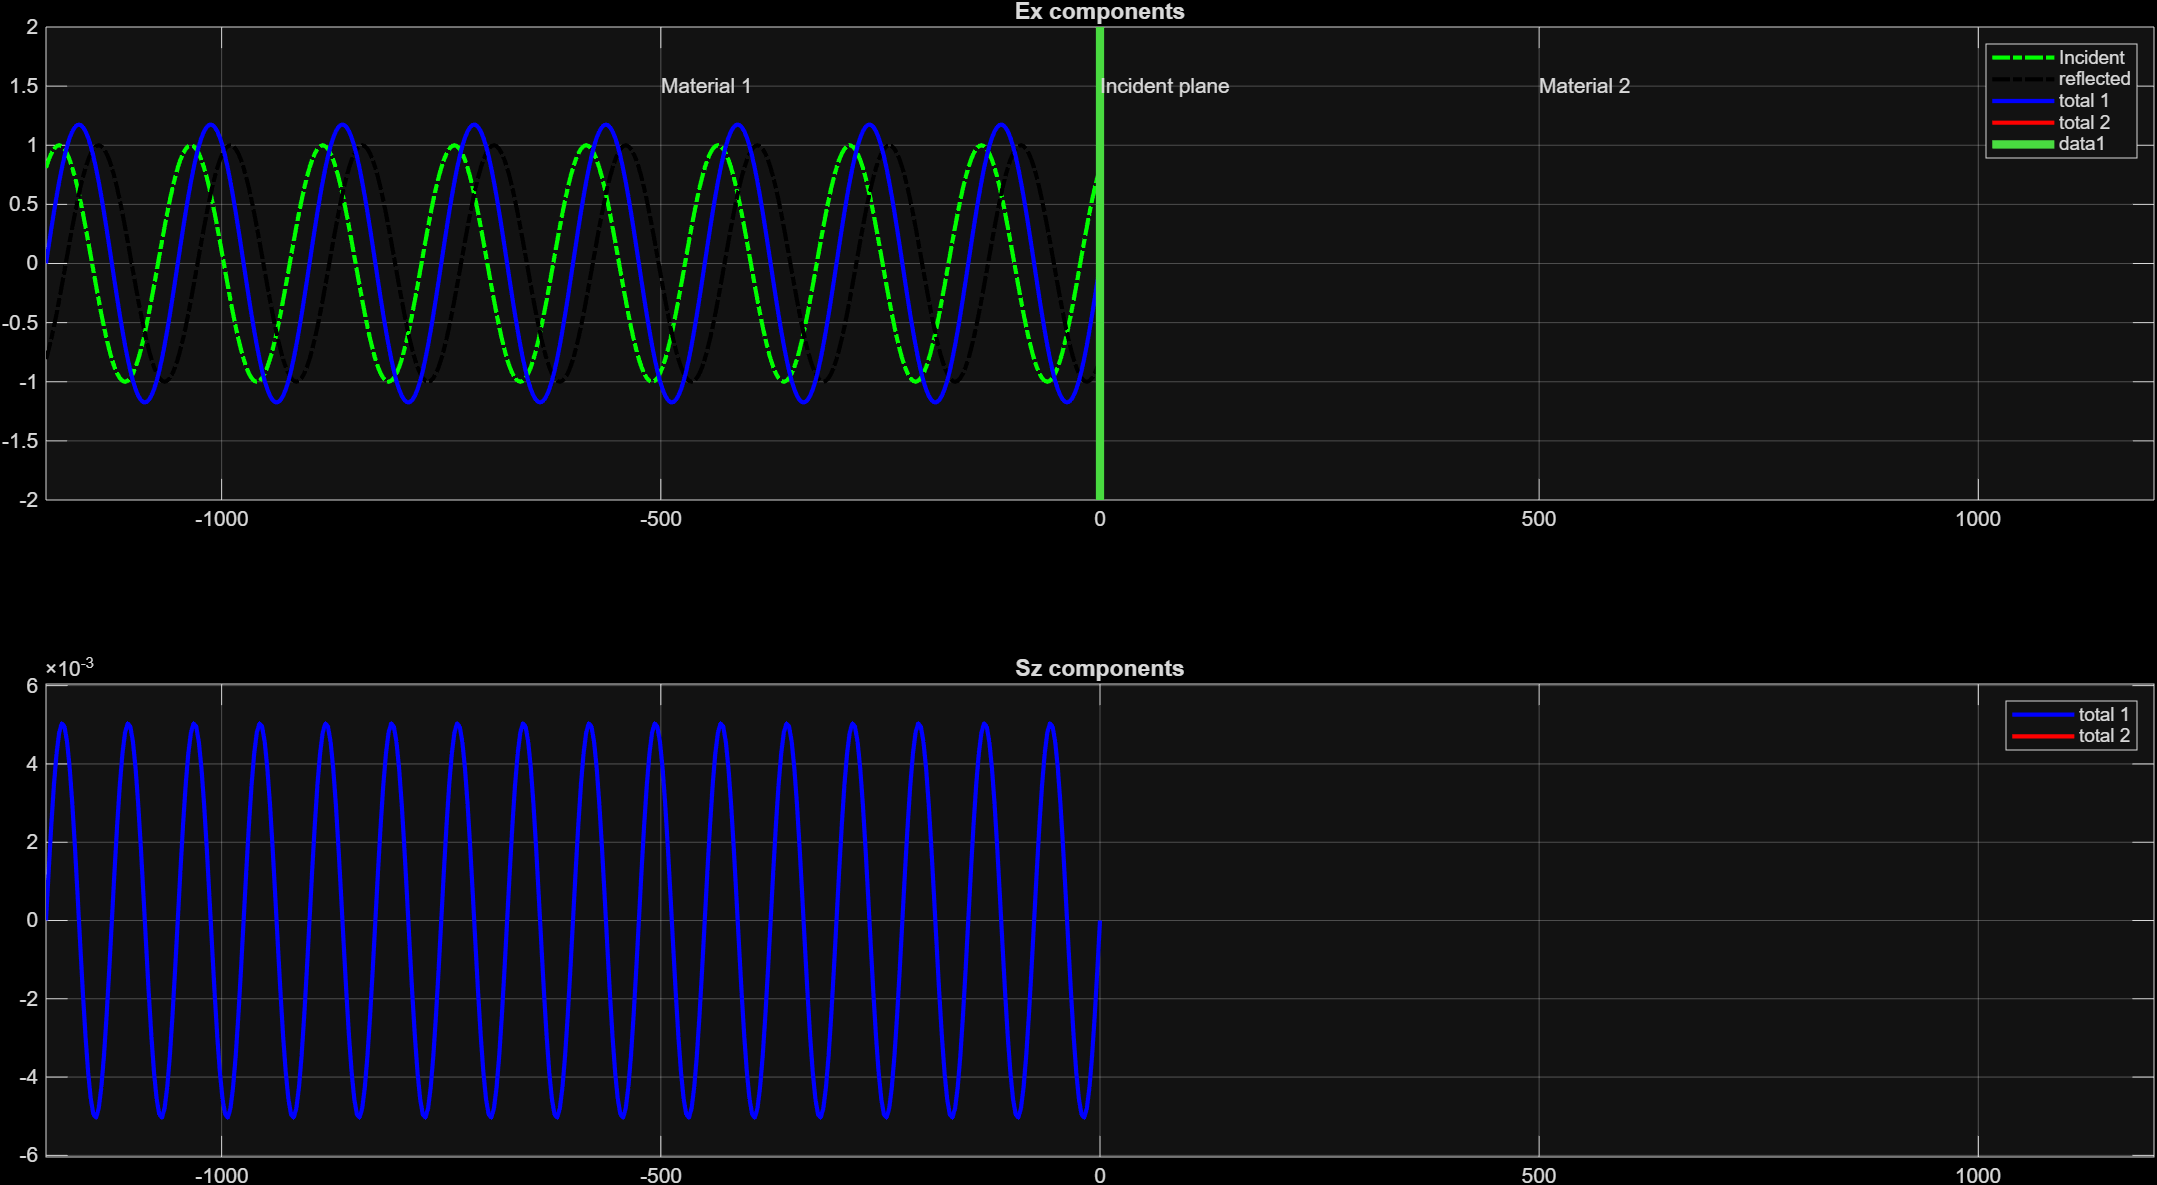 Ex components
2
1.5
1
0.5
0
-0.5
-1
-1.5
-2
Material 1
Incident plane
Material 2
Incident
reflected
total 1
total 2
data1
-1000
-500
0
500
1000
×10-3
Sz components
6
4
2
0
-2
-4
-6
total 1
total 2
-1000
-500
0
500
1000